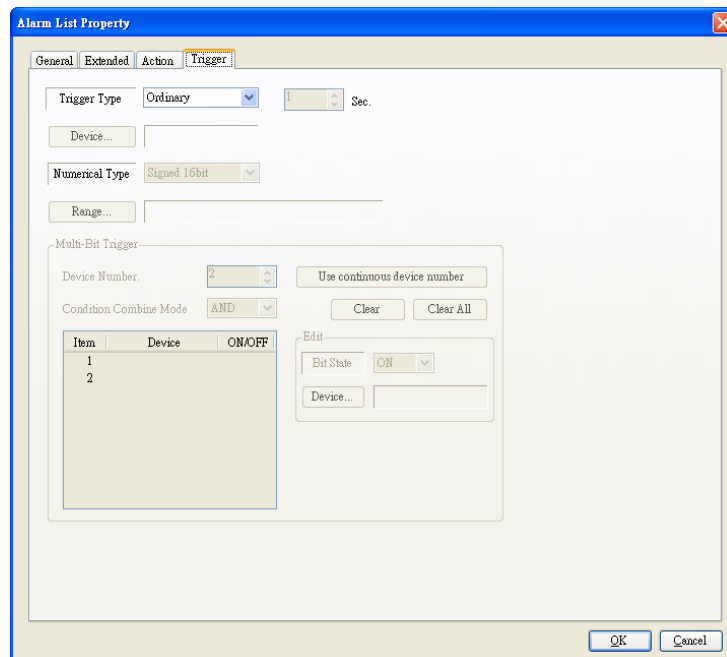 Alarm List Property
General Extended Action Trigger
Trigger Type Ordinary 1 Sec.
Device...
Numerical Type Signed 16bit
Range...
Multi-Bit Trigger
Device Number. 2 Use continuous device number
Condition Combine Mode AND Clear Clear All
Item Device ON/OFF
1
2
Edit
Bit State ON
Device...
OK Cancel